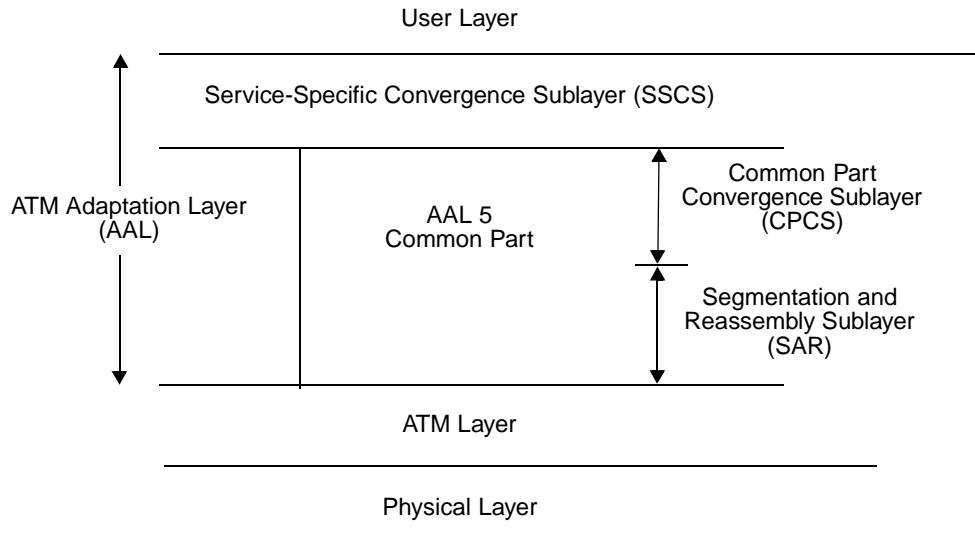 User Layer
Service-Specific Convergence Sublayer (SSCS)
ATM Adaptation Layer
(AAL)
AAL 5
Common Part
Common Part
Convergence Sublayer
(CPCS)
Segmentation and
Reassembly Sublayer
(SAR)
ATM Layer
Physical Layer